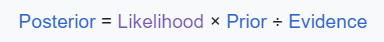 Posterior = Likelihood × Prior ÷ Evidence